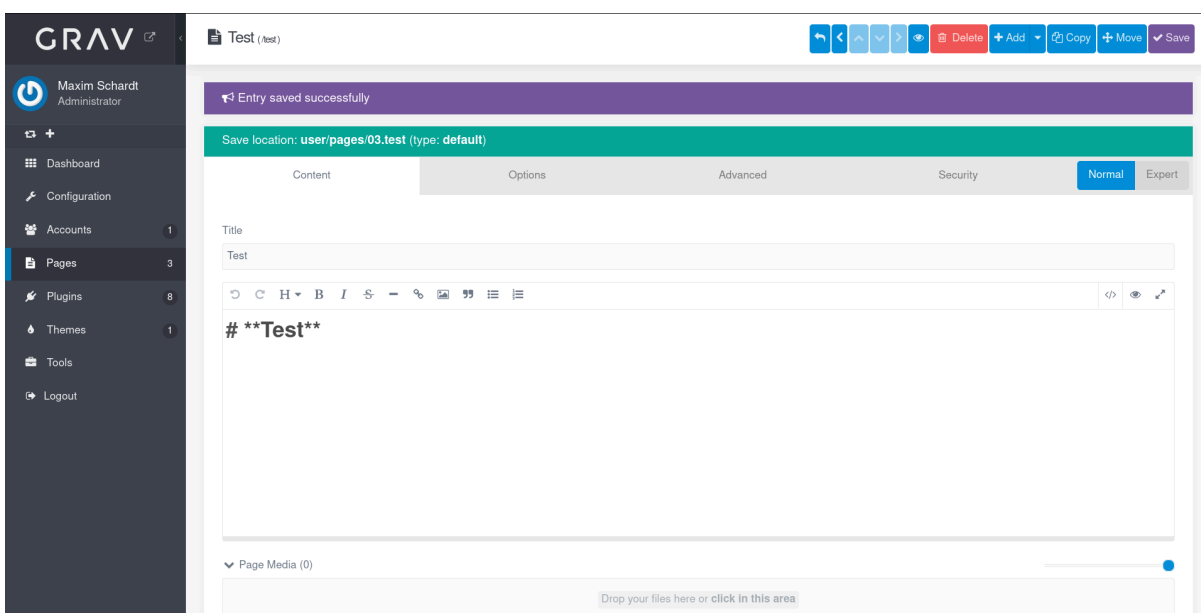 GRAV
Test (/test)
Delete
+ Add
Copy
Move
Save
Maxim Schardt
Administrator
Entry saved successfully
Save location: user/pages/03.test (type: default)
Dashboard
Configuration
Accounts 1
Pages 3
Plugins 8
Themes 1
Tools
Logout
Content Options Advanced Security Normal Expert
Title
Test
H B I S
# **Test**
Page Media (0)
Drop your files here or click in this area